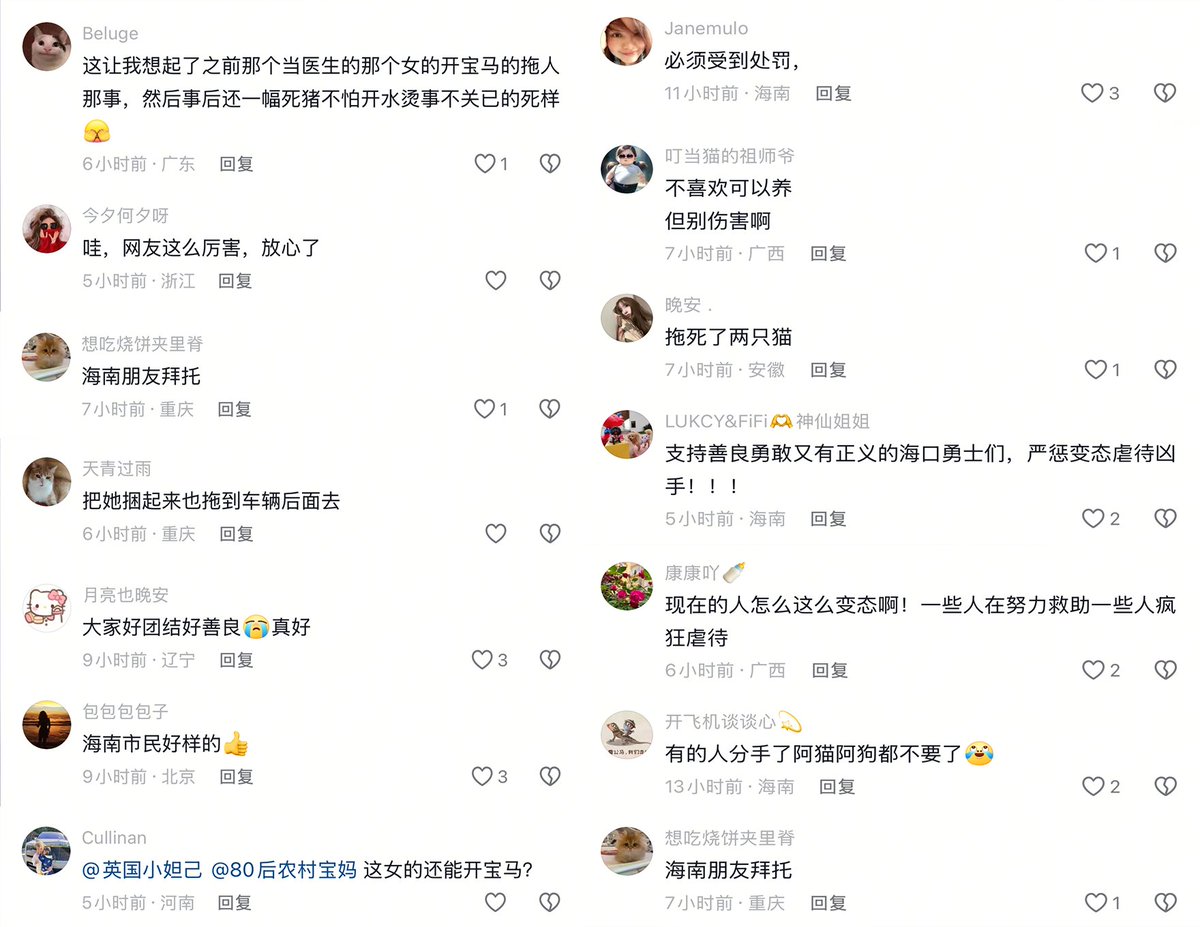 Beluge
这让我想起了之前那个当医生的那个女的开宝马的拖人
那事，然后事后还一幅死猪不怕开水烫事不关已的死样
🫣
6小时前·广东 回复
1
今夕何夕呀
哇，网友这么厉害，放心了
5小时前·浙江 回复
想吃烧饼夹里脊
海南朋友拜托
7小时前·重庆 回复
1
天青过雨
把她捆起来也拖到车辆后面去
6小时前·重庆 回复
月亮也晚安
大家好团结好善良😭真好
9小时前·辽宁 回复
3
包包包包子
海南市民好样的👍
9小时前·北京 回复
3
Cullinan
@英国小妲己 @80后农村宝妈 这女的还能开宝马?
5小时前·河南 回复
Janemulo
必须受到处罚，
11小时前·海南 回复
3
叮当猫的祖师爷
不喜欢可以养
但别伤害啊
7小时前·广西 回复
1
晚安 .
拖死了两只猫
7小时前·安徽 回复
1
LUKCY&FiFi🫶神仙姐姐
支持善良勇敢又有正义的海口勇士们，严惩变态虐待凶
手！！！
5小时前·海南 回复
2
康康吖🍼
现在的人怎么这么变态啊！一些人在努力救助一些人疯
狂虐待
6小时前·广西 回复
2
开飞机谈谈心💫
有的人分手了阿猫阿狗都不要了😂
13小时前·海南 回复
2
想吃烧饼夹里脊
海南朋友拜托
7小时前·重庆 回复
1